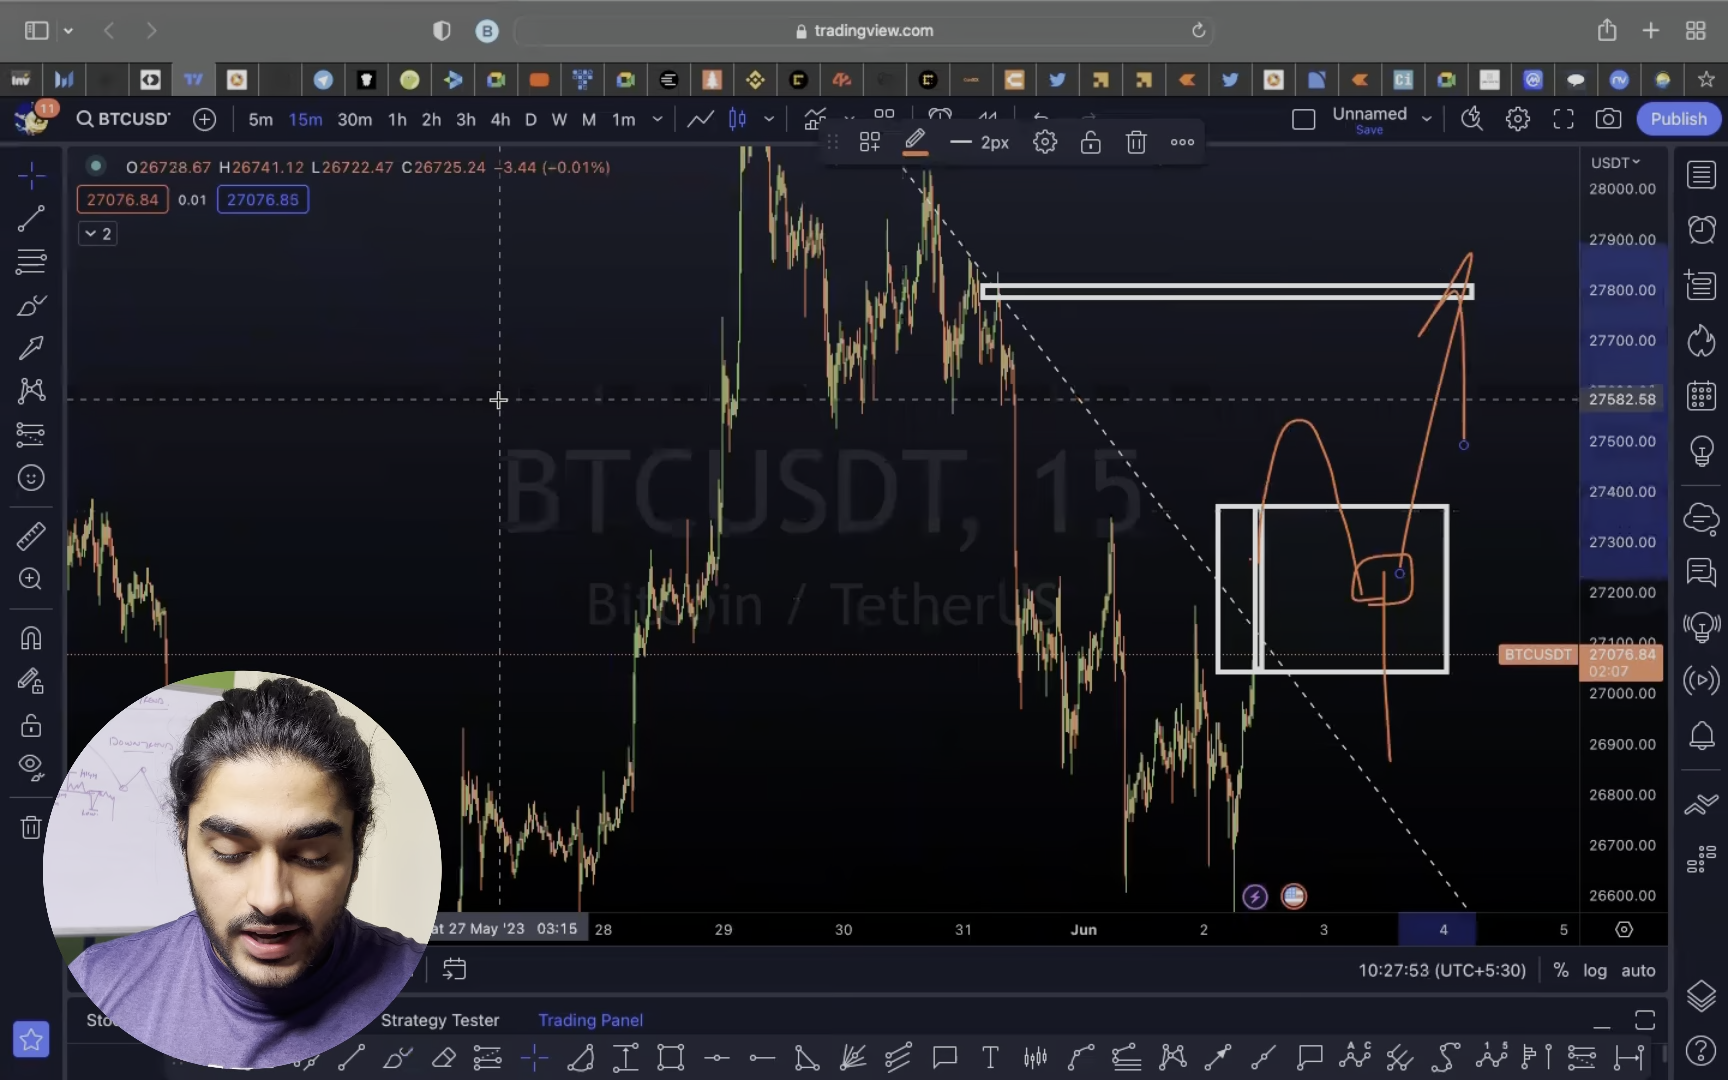 tradingview.com
Inv
Ci
11
BTCUSDT
5m 15m 30m 1h 2h 3h 4h D W M 1m
Unnamed
Save
Publish
2px
O26728.67 H26741.12 L26722.47 C26725.24 −3.44 (−0.01%)
USDT
27076.84 0.01 27076.85
2
28000.00
27900.00
27800.00
27700.00
27582.58
27500.00
27400.00
27300.00
27200.00
27100.00
BTCUSDT 27076.84
02:07
27000.00
26900.00
26800.00
26700.00
26600.00
BTCUSDT, 15
Bitcoin / TetherUS
27 May '23 03:15 28 29 30 31 Jun 2 3 4 5
10:27:53 (UTC+5:30) % log auto
Strategy Tester Trading Panel